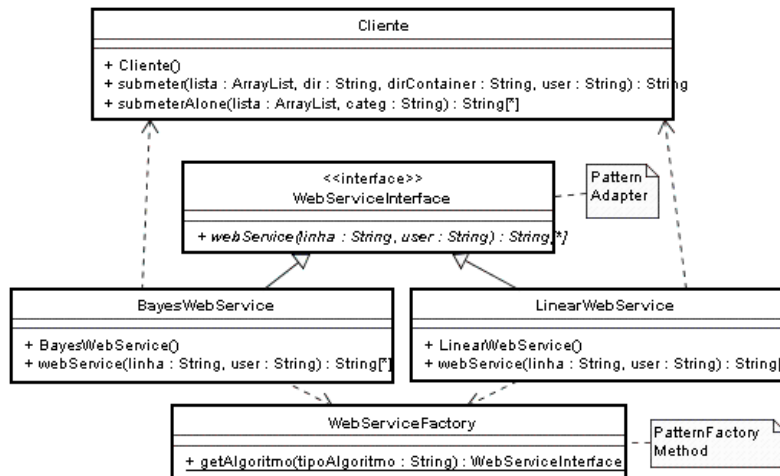 Cliente
+ Cliente()
+ submeter(lista : ArrayList, dir : String, dirContainer : String, user : String) : String
+ submeterAlone(lista : ArrayList, categ : String) : String[*]
<<interface>>
WebServiceInterface
+ webService(linha : String, user : String) : String[*]
Pattern
Adapter
BayesWebService
+ BayesWebService()
+ webService(linha : String, user : String) : String[*]
LinearWebService
+ LinearWebService()
+ webService(linha : String, user : String) : String[
WebServiceFactory
+ getAlgoritmo(tipoAlgoritmo : String) : WebServiceInterface
PatternFactory
Method